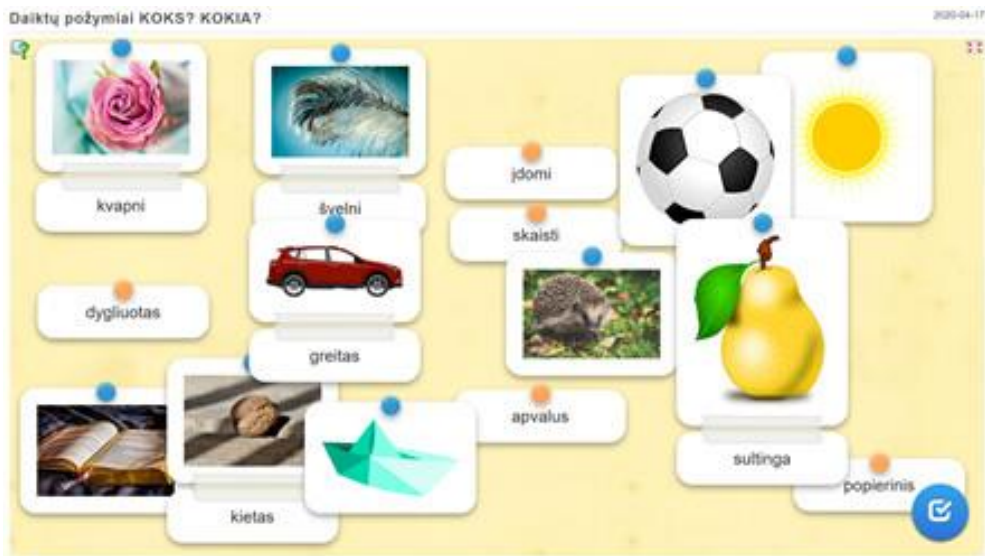 Daiktų požymiai KOKS? KOKIA?
2020-04-17
kvapni
švelni
įdomi
skaisti
dygliuotas
greitas
apvalus
sultinga
popierinis
kietas